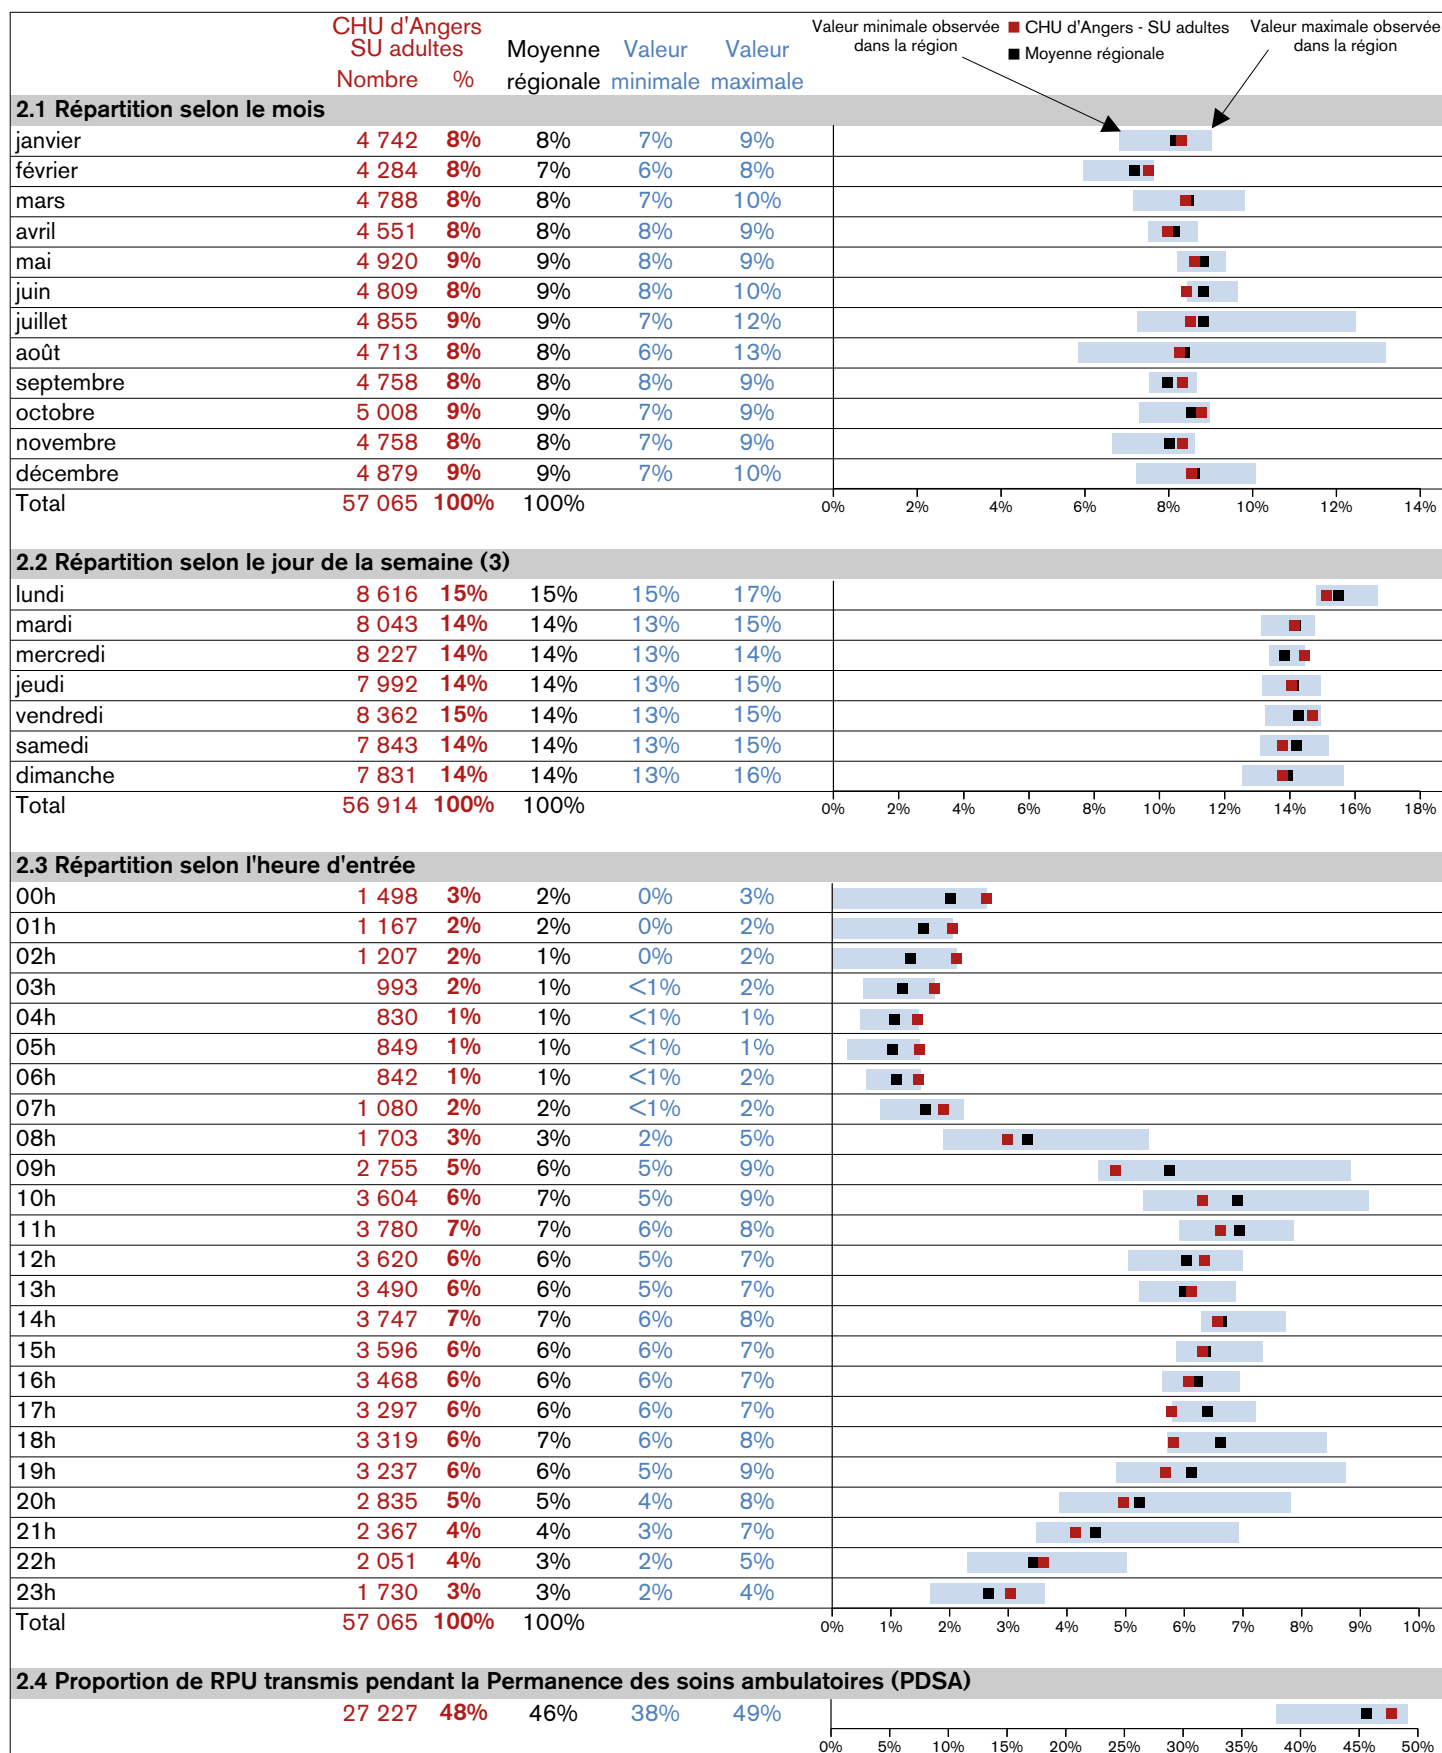 CHU d'Angers
SU adultes
Moyenne Valeur Valeur
Nombre % régionale minimale maximale
Valeur minimale observée
dans la région
CHU d'Angers - SU adultes
Moyenne régionale
Valeur maximale observée
dans la région
2.1 Répartition selon le mois
janvier 4 742 8% 8% 7% 9%
février 4 284 8% 7% 6% 8%
mars 4 788 8% 8% 7% 10%
avril 4 551 8% 8% 8% 9%
mai 4 920 9% 9% 8% 9%
juin 4 809 8% 9% 8% 10%
juillet 4 855 9% 9% 7% 12%
août 4 713 8% 8% 6% 13%
septembre 4 758 8% 8% 8% 9%
octobre 5 008 9% 9% 7% 9%
novembre 4 758 8% 8% 7% 9%
décembre 4 879 9% 9% 7% 10%
Total 57 065 100% 100%
0% 2% 4% 6% 8% 10% 12% 14%
2.2 Répartition selon le jour de la semaine (3)
lundi 8 616 15% 15% 15% 17%
mardi 8 043 14% 14% 13% 15%
mercredi 8 227 14% 14% 13% 14%
jeudi 7 992 14% 14% 13% 15%
vendredi 8 362 15% 14% 13% 15%
samedi 7 843 14% 14% 13% 15%
dimanche 7 831 14% 14% 13% 16%
Total 56 914 100% 100%
0% 2% 4% 6% 8% 10% 12% 14% 16% 18%
2.3 Répartition selon l'heure d'entrée
00h 1 498 3% 2% 0% 3%
01h 1 167 2% 2% 0% 2%
02h 1 207 2% 1% 0% 2%
03h 993 2% 1% <1% 2%
04h 830 1% 1% <1% 1%
05h 849 1% 1% <1% 1%
06h 842 1% 1% <1% 2%
07h 1 080 2% 2% <1% 2%
08h 1 703 3% 3% 2% 5%
09h 2 755 5% 6% 5% 9%
10h 3 604 6% 7% 5% 9%
11h 3 780 7% 7% 6% 8%
12h 3 620 6% 6% 5% 7%
13h 3 490 6% 6% 5% 7%
14h 3 747 7% 7% 6% 8%
15h 3 596 6% 6% 6% 7%
16h 3 468 6% 6% 6% 7%
17h 3 297 6% 6% 6% 7%
18h 3 319 6% 7% 6% 8%
19h 3 237 6% 6% 5% 9%
20h 2 835 5% 5% 4% 8%
21h 2 367 4% 4% 3% 7%
22h 2 051 4% 3% 2% 5%
23h 1 730 3% 3% 2% 4%
Total 57 065 100% 100%
0% 1% 2% 3% 4% 5% 6% 7% 8% 9% 10%
2.4 Proportion de RPU transmis pendant la Permanence des soins ambulatoires (PDSA)
27 227 48% 46% 38% 49%
0% 5% 10% 15% 20% 25% 30% 35% 40% 45% 50%